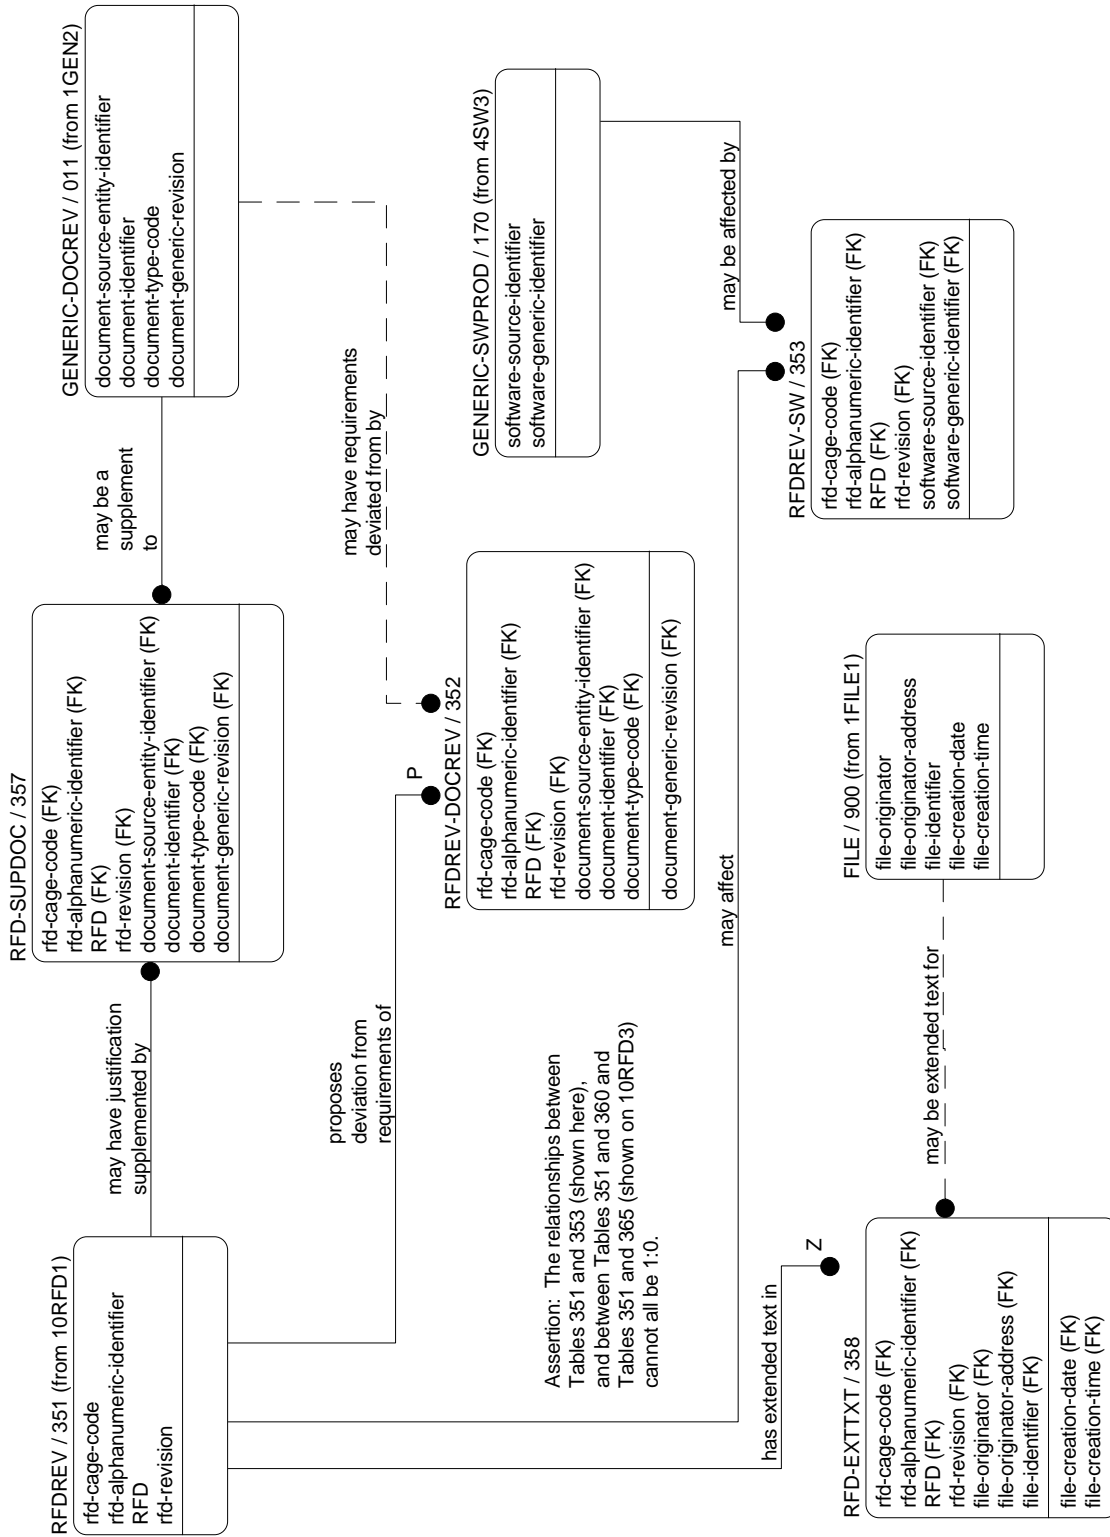 RFDREV / 351 (from 10RFD1)
rfd-cage-code
rfd-alphanumeric-identifier
RFD
rfd-revision
may have justification
supplemented by
RFD-SUPDOC / 357
rfd-cage-code (FK)
rfd-alphanumeric-identifier (FK)
RFD (FK)
rfd-revision (FK)
document-source-entity-identifier (FK)
document-identifier (FK)
document-type-code (FK)
document-generic-revision (FK)
may be a
supplement
to
GENERIC-DOCREV / 011 (from 1GEN2)
document-source-entity-identifier
document-identifier
document-type-code
document-generic-revision
proposes
deviation from
requirements of
P
may have requirements
deviated from by
RFDREV-DOCREV / 352
rfd-cage-code (FK)
rfd-alphanumeric-identifier (FK)
RFD (FK)
rfd-revision (FK)
document-source-entity-identifier (FK)
document-identifier (FK)
document-type-code (FK)
document-generic-revision (FK)
GENERIC-SWPROD / 170 (from 4SW3)
software-source-identifier
software-generic-identifier
Assertion: The relationships between
Tables 351 and 353 (shown here),
and between Tables 351 and 360 and
Tables 351 and 365 (shown on 10RFD3)
cannot all be 1:0.
may affect
may be affected by
RFDREV-SW / 353
rfd-cage-code (FK)
rfd-alphanumeric-identifier (FK)
RFD (FK)
rfd-revision (FK)
software-source-identifier (FK)
software-generic-identifier (FK)
has extended text in
Z
RFD-EXTTXT / 358
rfd-cage-code (FK)
rfd-alphanumeric-identifier (FK)
RFD (FK)
rfd-revision (FK)
file-originator (FK)
file-originator-address (FK)
file-identifier (FK)
file-creation-date (FK)
file-creation-time (FK)
may be extended text for
FILE / 900 (from 1FILE1)
file-originator
file-originator-address
file-identifier
file-creation-date
file-creation-time